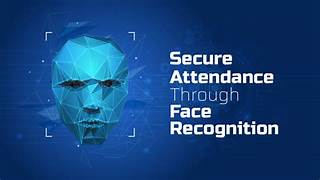 Secure
Attendance
Through
Face
Recognition